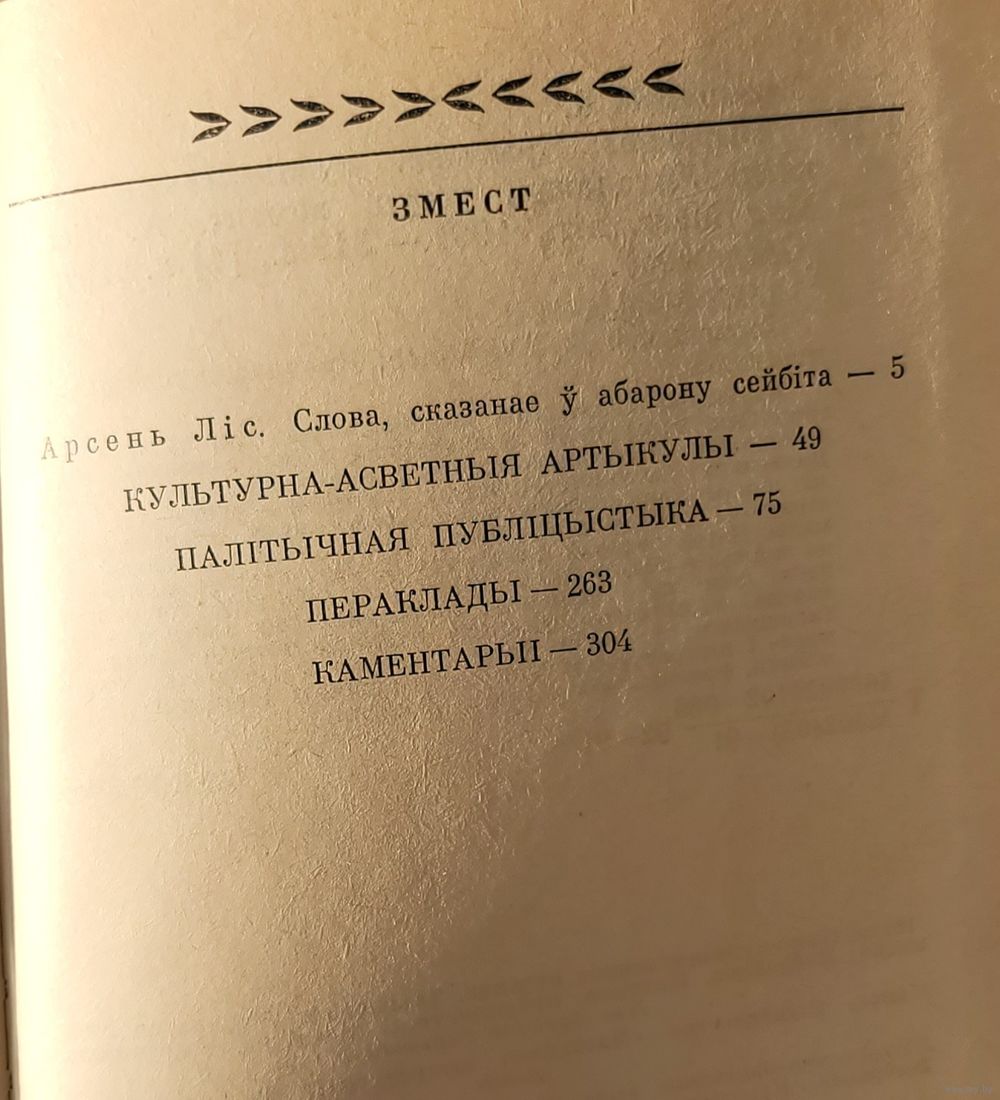 ЗМЕСТ
Арсень Ліс. Слова, сказанае ў абарону сейбіта — 5
КУЛЬТУРНА-АСВЕТНЫЯ АРТЫКУЛЫ — 49
ПАЛІТЫЧНАЯ ПУБЛІЦЫСТЫКА — 75
ПЕРАКЛАДЫ — 263
КАМЕНТАРЫІ — 304